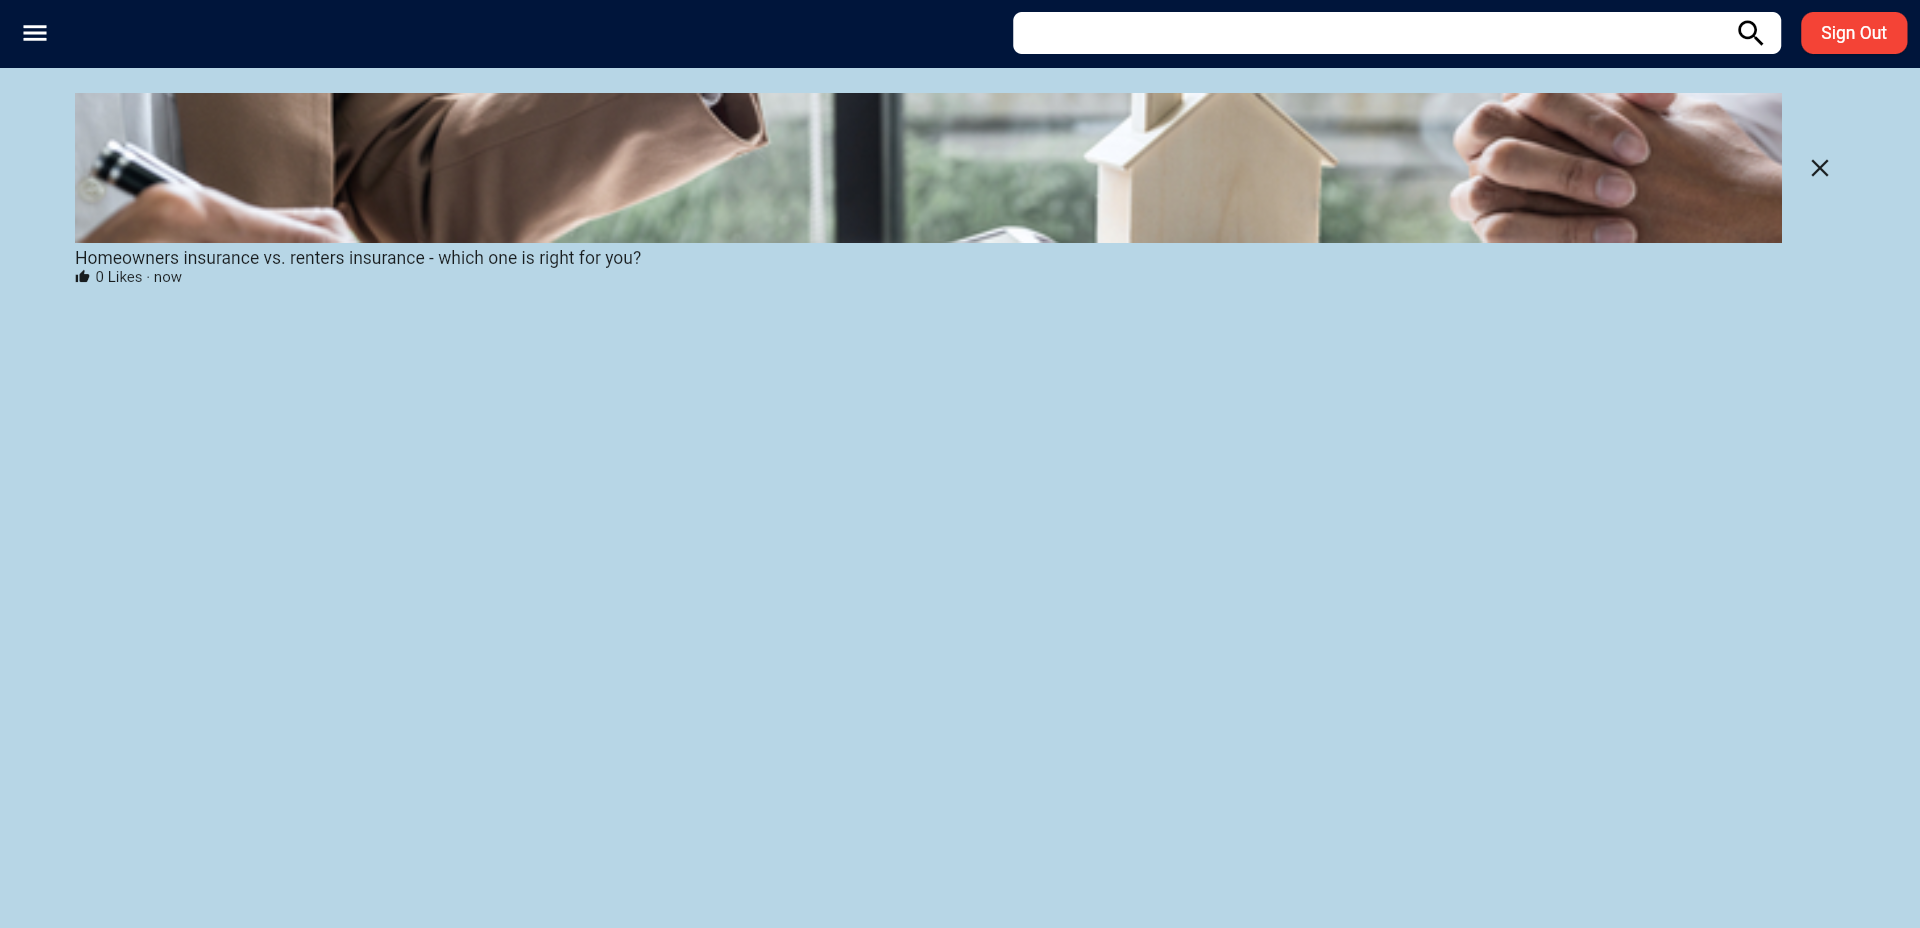 Sign Out
Homeowners insurance vs. renters insurance - which one is right for you?
0 Likes · now